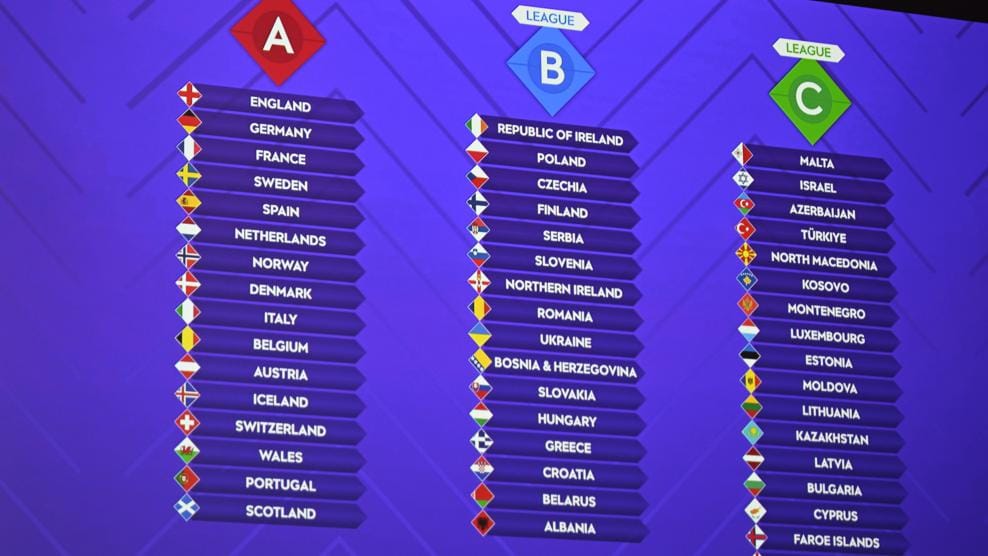 A
ENGLAND
GERMANY
FRANCE
SWEDEN
SPAIN
NETHERLANDS
NORWAY
DENMARK
ITALY
BELGIUM
AUSTRIA
ICELAND
SWITZERLAND
WALES
PORTUGAL
SCOTLAND
LEAGUE
B
REPUBLIC OF IRELAND
POLAND
CZECHIA
FINLAND
SERBIA
SLOVENIA
NORTHERN IRELAND
ROMANIA
UKRAINE
BOSNIA & HERZEGOVINA
SLOVAKIA
HUNGARY
GREECE
CROATIA
BELARUS
ALBANIA
LEAGUE
C
MALTA
ISRAEL
AZERBAIJAN
TÜRKIYE
NORTH MACEDONIA
KOSOVO
MONTENEGRO
LUXEMBOURG
ESTONIA
MOLDOVA
LITHUANIA
KAZAKHSTAN
LATVIA
BULGARIA
CYPRUS
FAROE ISLANDS